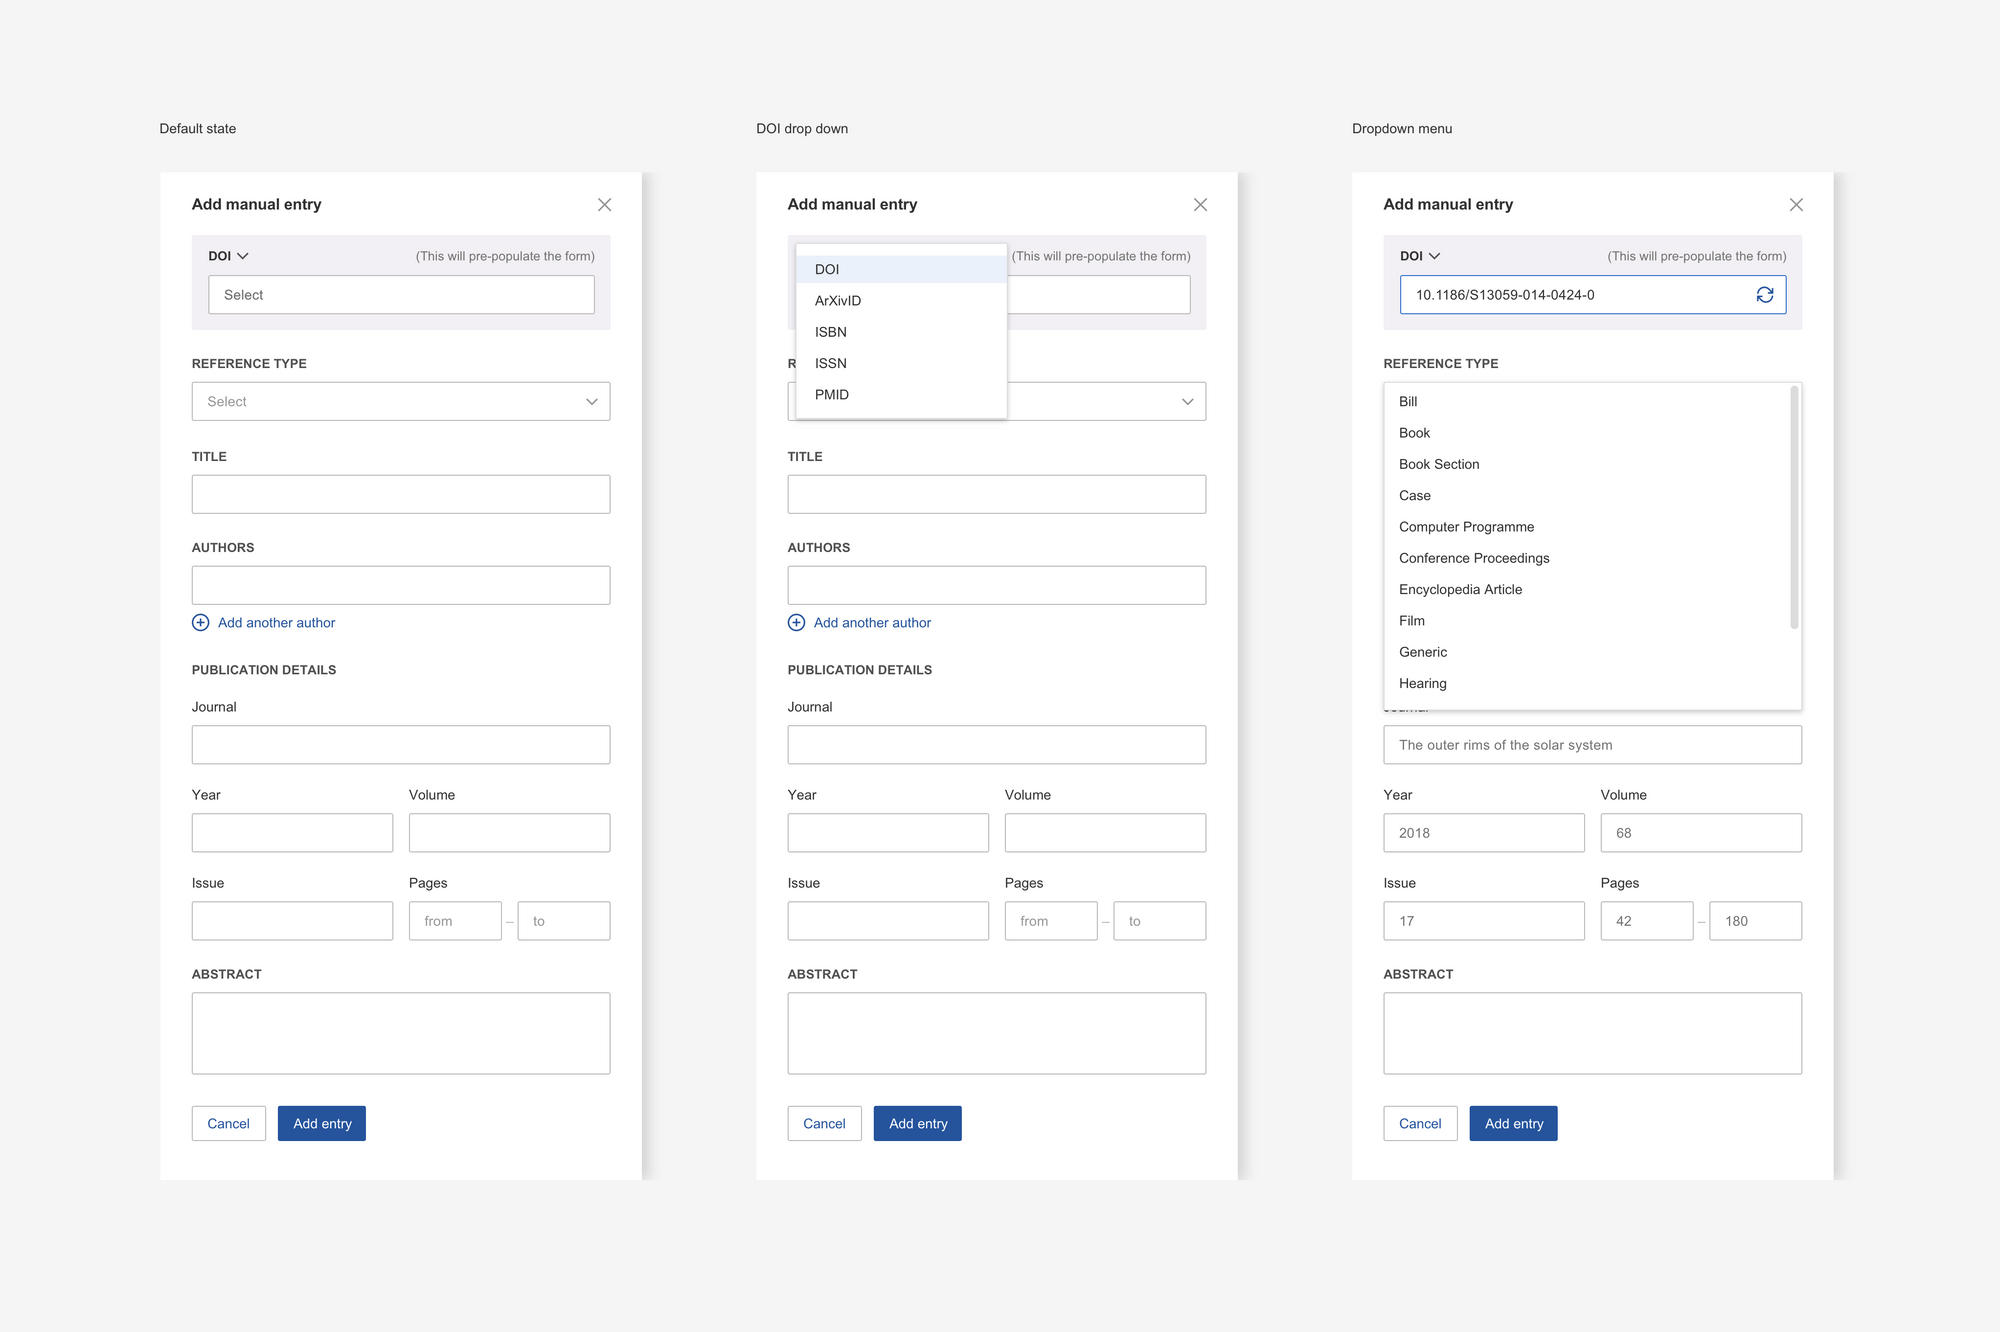 Default state
Add manual entry
DOI
(This will pre-populate the form)
Select
REFERENCE TYPE
Select
TITLE
AUTHORS
Add another author
PUBLICATION DETAILS
Journal
Year
Volume
Issue
Pages
from
–
to
ABSTRACT
Cancel
Add entry
DOI drop down
Add manual entry
(This will pre-populate the form)
DOI
ArXivID
ISBN
ISSN
PMID
R
TITLE
AUTHORS
Add another author
PUBLICATION DETAILS
Journal
Year
Volume
Issue
Pages
from
–
to
ABSTRACT
Cancel
Add entry
Dropdown menu
Add manual entry
DOI
(This will pre-populate the form)
10.1186/S13059-014-0424-0
REFERENCE TYPE
Bill
Book
Book Section
Case
Computer Programme
Conference Proceedings
Encyclopedia Article
Film
Generic
Hearing
The outer rims of the solar system
Year
Volume
2018
68
Issue
Pages
17
42
–
180
ABSTRACT
Cancel
Add entry